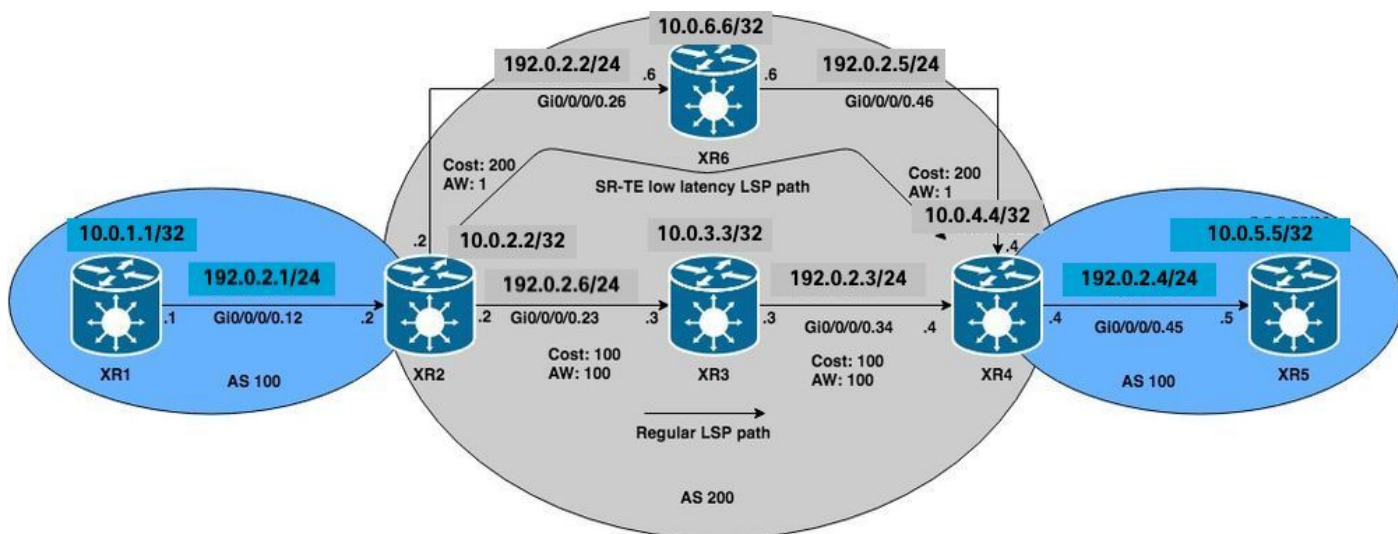 10.0.6.6/32
192.0.2.2/24
.6
.6
192.0.2.5/24
Gi0/0/0/0.26
Gi0/0/0/0.46
XR6
Cost: 200
AW: 1
SR-TE low latency LSP path
Cost: 200
AW: 1
10.0.1.1/32
.2
10.0.2.2/32
10.0.3.3/32
10.0.4.4/32
.4
10.0.5.5/32
192.0.2.1/24
192.0.2.6/24
192.0.2.3/24
192.0.2.4/24
.1
Gi0/0/0/0.12
.2
.2
Gi0/0/0/0.23
.3
.3
Gi0/0/0/0.34
.4
.4
Gi0/0/0/0.45
.5
XR1
AS 100
XR2
Cost: 100
AW: 100
XR3
Cost: 100
AW: 100
XR4
AS 100
XR5
Regular LSP path
AS 200